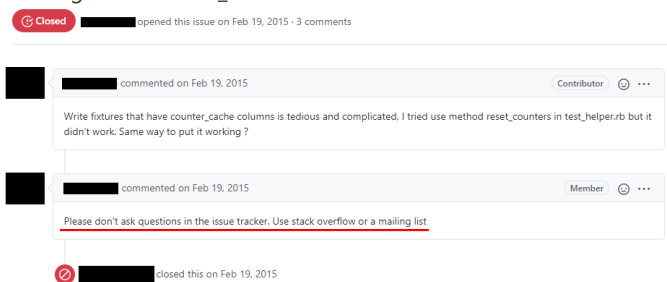 Closed opened this issue on Feb 19, 2015 · 3 comments
commented on Feb 19, 2015 Contributor
Write fixtures that have counter_cache columns is tedious and complicated, I tried use method reset_counters in test_helper.rb but it
didn't work. Same way to put it working ?
commented on Feb 19, 2015 Member
Please don't ask questions in the issue tracker. Use stack overflow or a mailing list
closed this on Feb 19, 2015